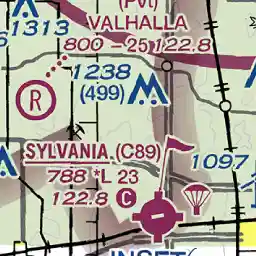 (Pvt)
1313
VALHALLA
800 - 25 122.8
1238
(499)
R
SYLVANIA (C89)
788 *L 23
122.8 C
1097
INSET